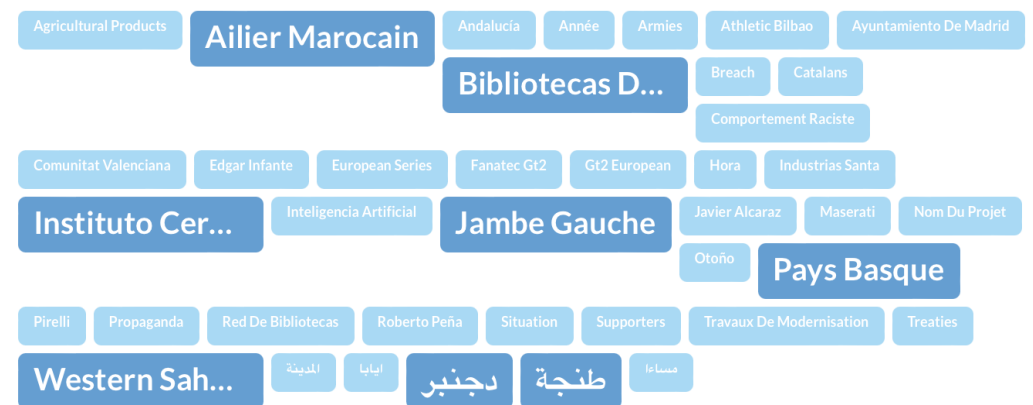 Agricultural Products Ailier Marocain Andalucía Année Armies Athletic Bilbao Ayuntamiento De Madrid
Bibliotecas D... Breach Catalans
Comportement Raciste
Comunitat Valenciana Edgar Infante European Series Fanatec Gt2 Gt2 European Hora Industrias Santa
Instituto Cer... Inteligencia Artificial Jambe Gauche Javier Alcaraz Maserati Nom Du Projet
Otoño Pays Basque
Pirelli Propaganda Red De Bibliotecas Roberto Peña Situation Supporters Travaux De Modernisation Treaties
Western Sah... المدينة ايابا دجنبر طنجة مساءا